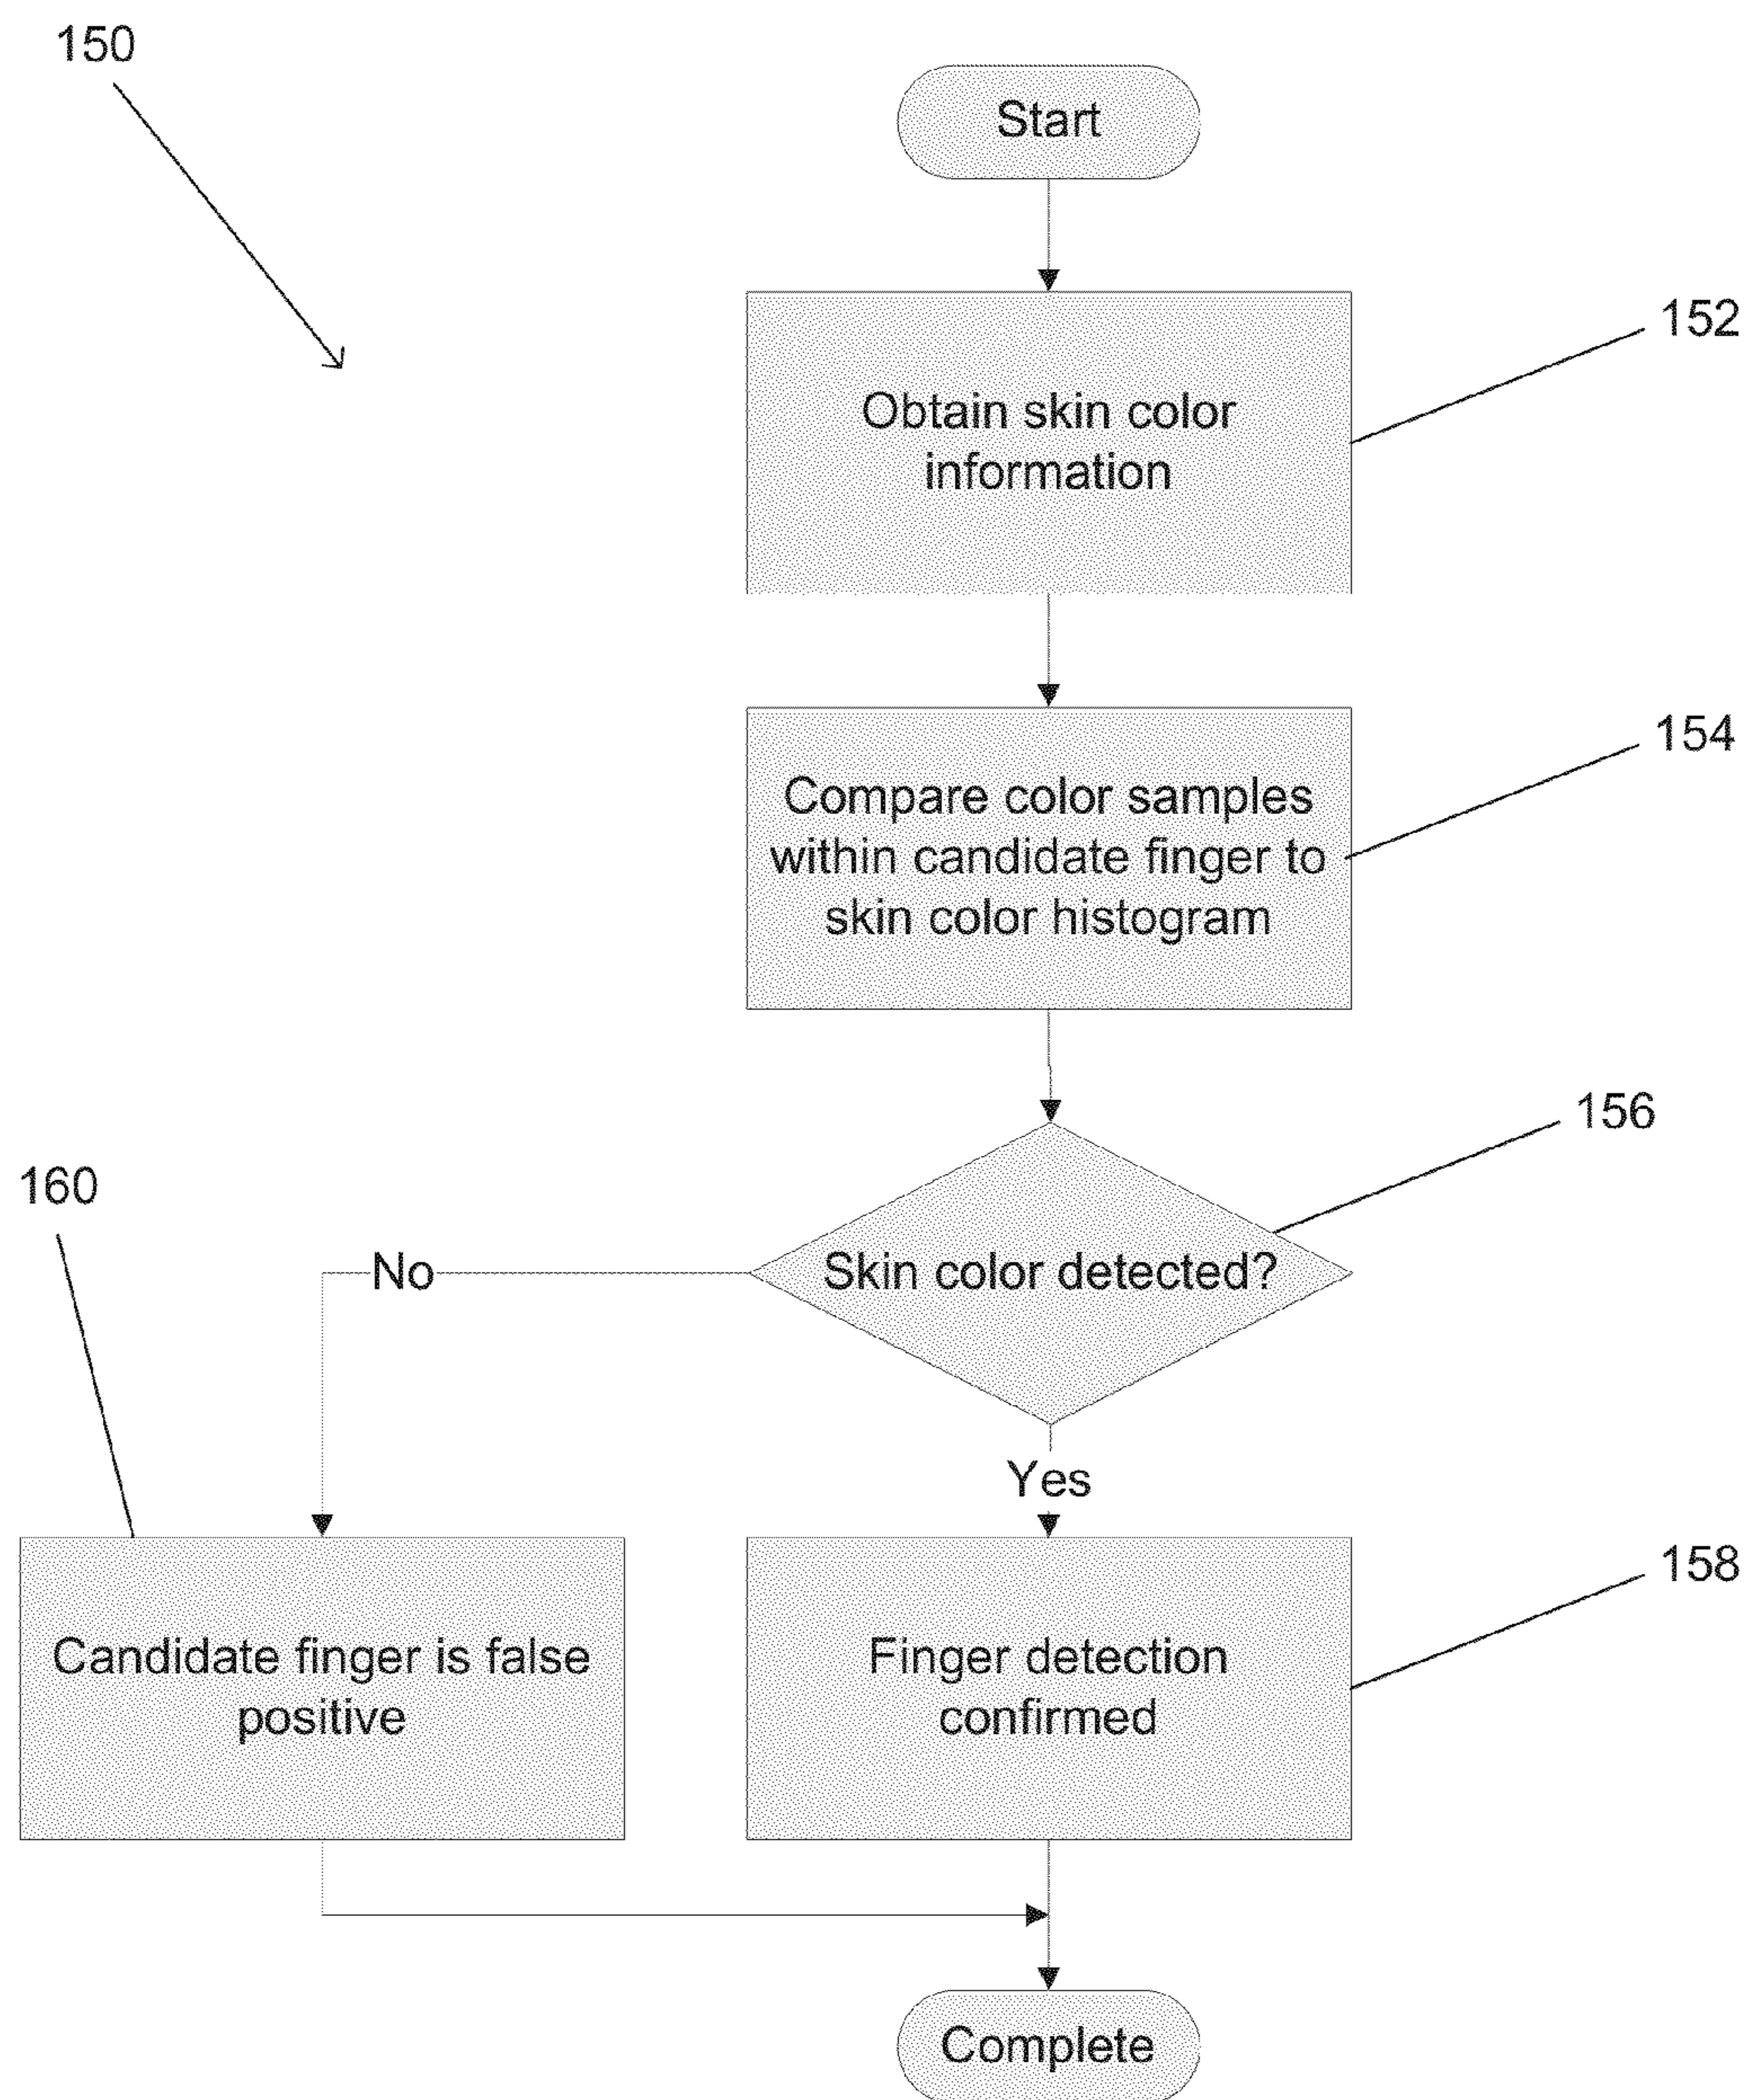 150
Start
152
Obtain skin color
information
154
Compare color samples
within candidate finger to
skin color histogram
156
160
No
Skin color detected?
Yes
158
Candidate finger is false
positive
Finger detection
confirmed
Complete